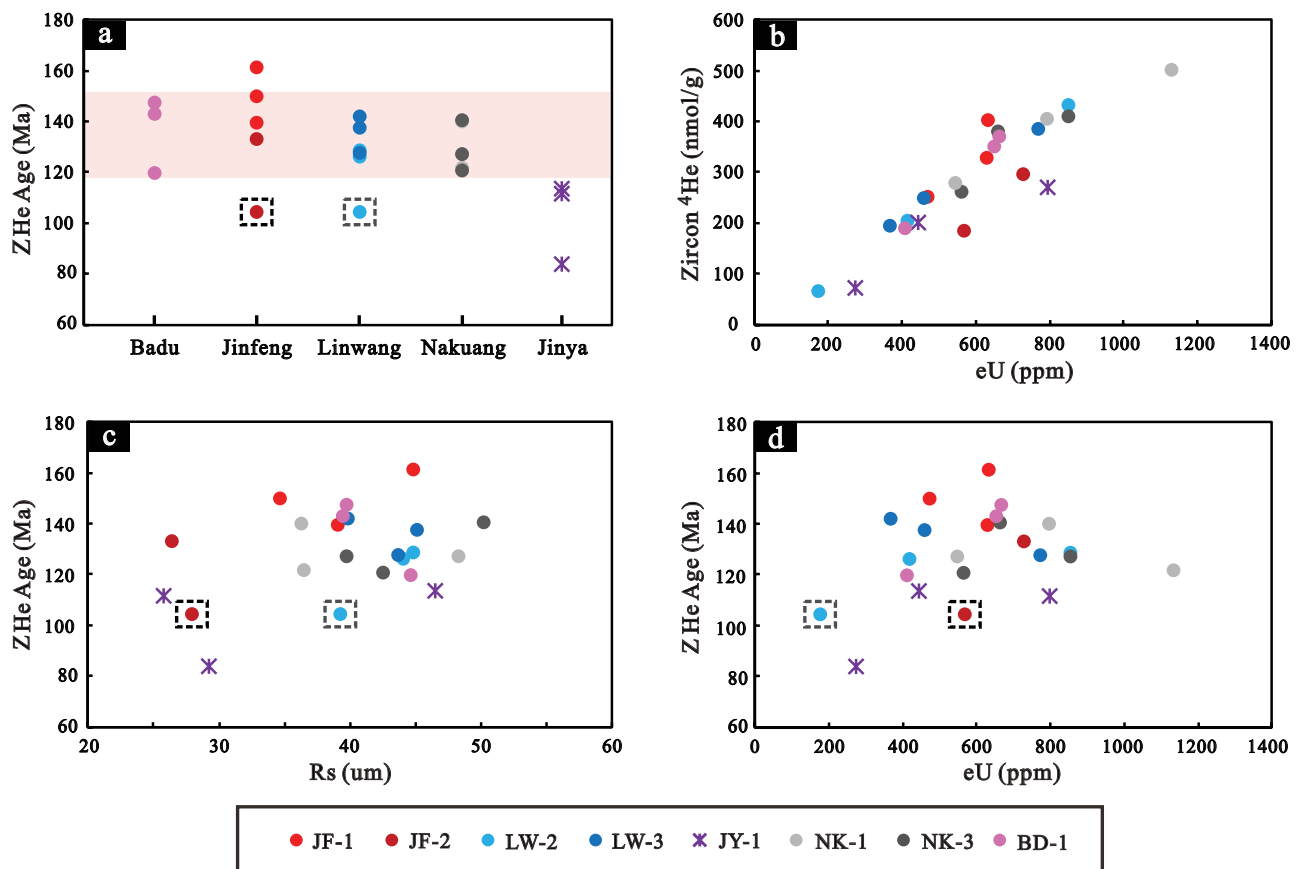 a
180
160
140
120
100
80
60
ZHe Age (Ma)
Badu Jinfeng Linwang Nakuang Jinya
b
600
500
400
300
200
100
0
Zircon ⁴He (nmol/g)
0 200 400 600 800 1000 1200 1400
eU (ppm)
c
180
160
140
120
100
80
60
ZHe Age (Ma)
20 30 40 50 60
Rs (um)
d
180
160
140
120
100
80
60
Z He Age (Ma)
0 200 400 600 800 1000 1200 1400
eU (ppm)
JF-1 JF-2 LW-2 LW-3 JY-1 NK-1 NK-3 BD-1